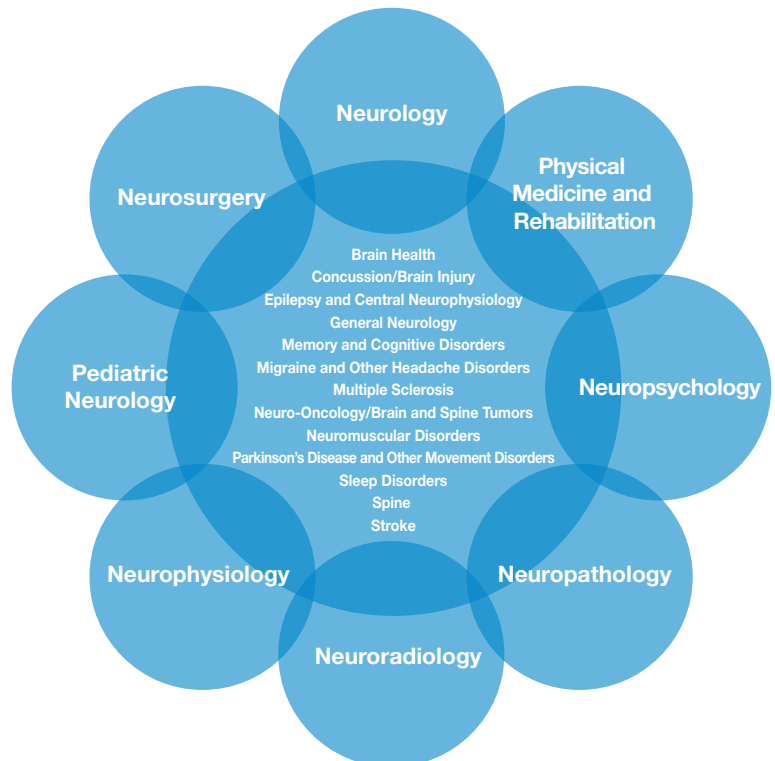 Neurology
Physical
Medicine and
Rehabilitation
Neurosurgery
Brain Health
Concussion/Brain Injury
Epilepsy and Central Neurophysiology
General Neurology
Memory and Cognitive Disorders
Migraine and Other Headache Disorders
Multiple Sclerosis
Neuro-Oncology/Brain and Spine Tumors
Neuromuscular Disorders
Parkinson's Disease and Other Movement Disorders
Sleep Disorders
Spine
Stroke
Pediatric
Neurology
Neuropsychology
Neurophysiology
Neuropathology
Neuroradiology